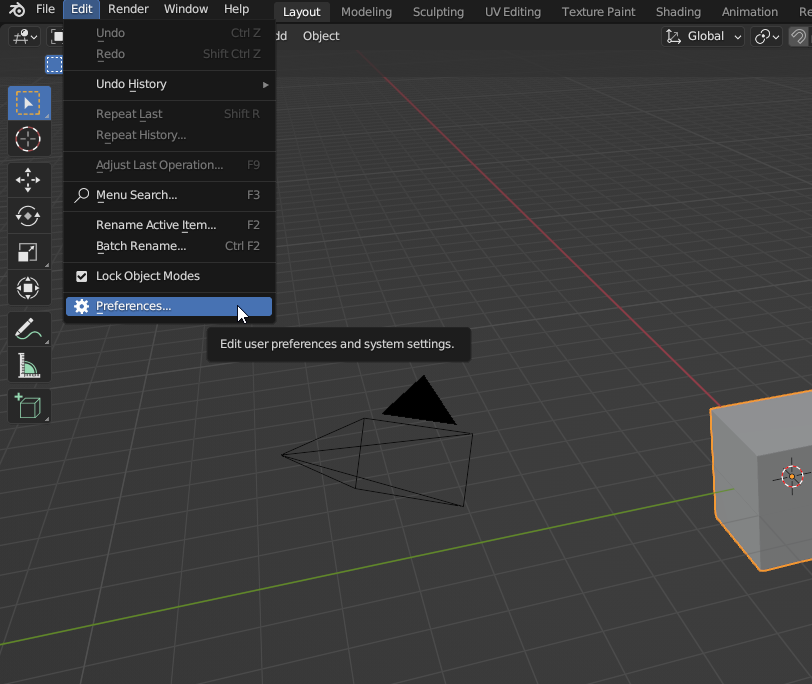 File Edit Render Window Help Layout Modeling Sculpting UV Editing Texture Paint Shading Animation Re
dd Object Global
Undo Ctrl Z
Redo Shift Ctrl Z
Undo History
Repeat Last Shift R
Repeat History...
Adjust Last Operation... F9
Menu Search... F3
Rename Active Item... F2
Batch Rename... Ctrl F2
Lock Object Modes
Preferences...
Edit user preferences and system settings.